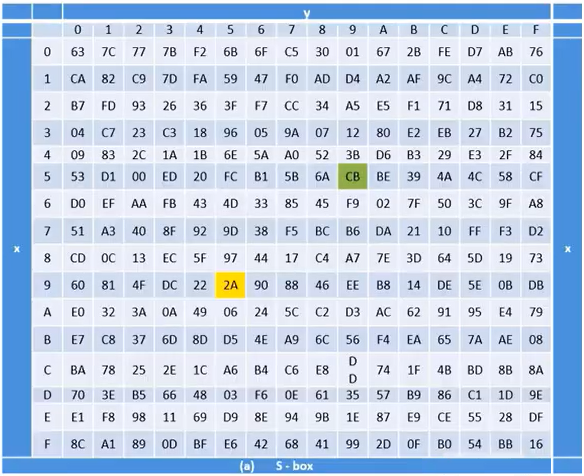 y
0 1 2 3 4 5 6 7 8 9 A B C D E F
0 63 7C 77 7B F2 6B 6F C5 30 01 67 2B FE D7 AB 76
1 CA 82 C9 7D FA 59 47 F0 AD D4 A2 AF 9C A4 72 C0
2 B7 FD 93 26 36 3F F7 CC 34 A5 E5 F1 71 D8 31 15
3 04 C7 23 C3 18 96 05 9A 07 12 80 E2 EB 27 B2 75
4 09 83 2C 1A 1B 6E 5A A0 52 3B D6 B3 29 E3 2F 84
5 53 D1 00 ED 20 FC B1 5B 6A CB BE 39 4A 4C 58 CF
6 D0 EF AA FB 43 4D 33 85 45 F9 02 7F 50 3C 9F A8
x 7 51 A3 40 8F 92 9D 38 F5 BC B6 DA 21 10 FF F3 D2 x
8 CD 0C 13 EC 5F 97 44 17 C4 A7 7E 3D 64 5D 19 73
9 60 81 4F DC 22 2A 90 88 46 EE B8 14 DE 5E 0B DB
A E0 32 3A 0A 49 06 24 5C C2 D3 AC 62 91 95 E4 79
B E7 C8 37 6D 8D D5 4E A9 6C 56 F4 EA 65 7A AE 08
C BA 78 25 2E 1C A6 B4 C6 E8 D D 74 1F 4B BD 8B 8A
D 70 3E B5 66 48 03 F6 0E 61 35 57 B9 86 C1 1D 9E
E E1 F8 98 11 69 D9 8E 94 9B 1E 87 E9 CE 55 28 DF
F 8C A1 89 0D BF E6 42 68 41 99 2D 0F B0 54 BB 16
(a) S - box